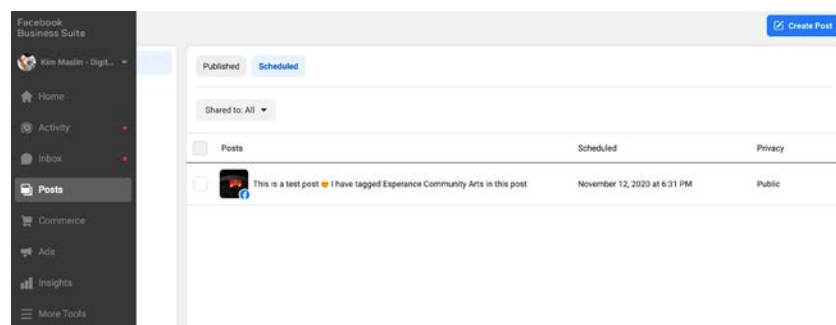 Facebook
Business Suite
Create Post
Kim Maslin - Digit...
Published Scheduled
Home
Shared to: All
Activity
Posts Scheduled Privacy
Inbox
This is a test post 😍 I have tagged Esperance Community Arts in this post November 12, 2020 at 6:31 PM Public
Posts
Commerce
Ads
Insights
More Tools